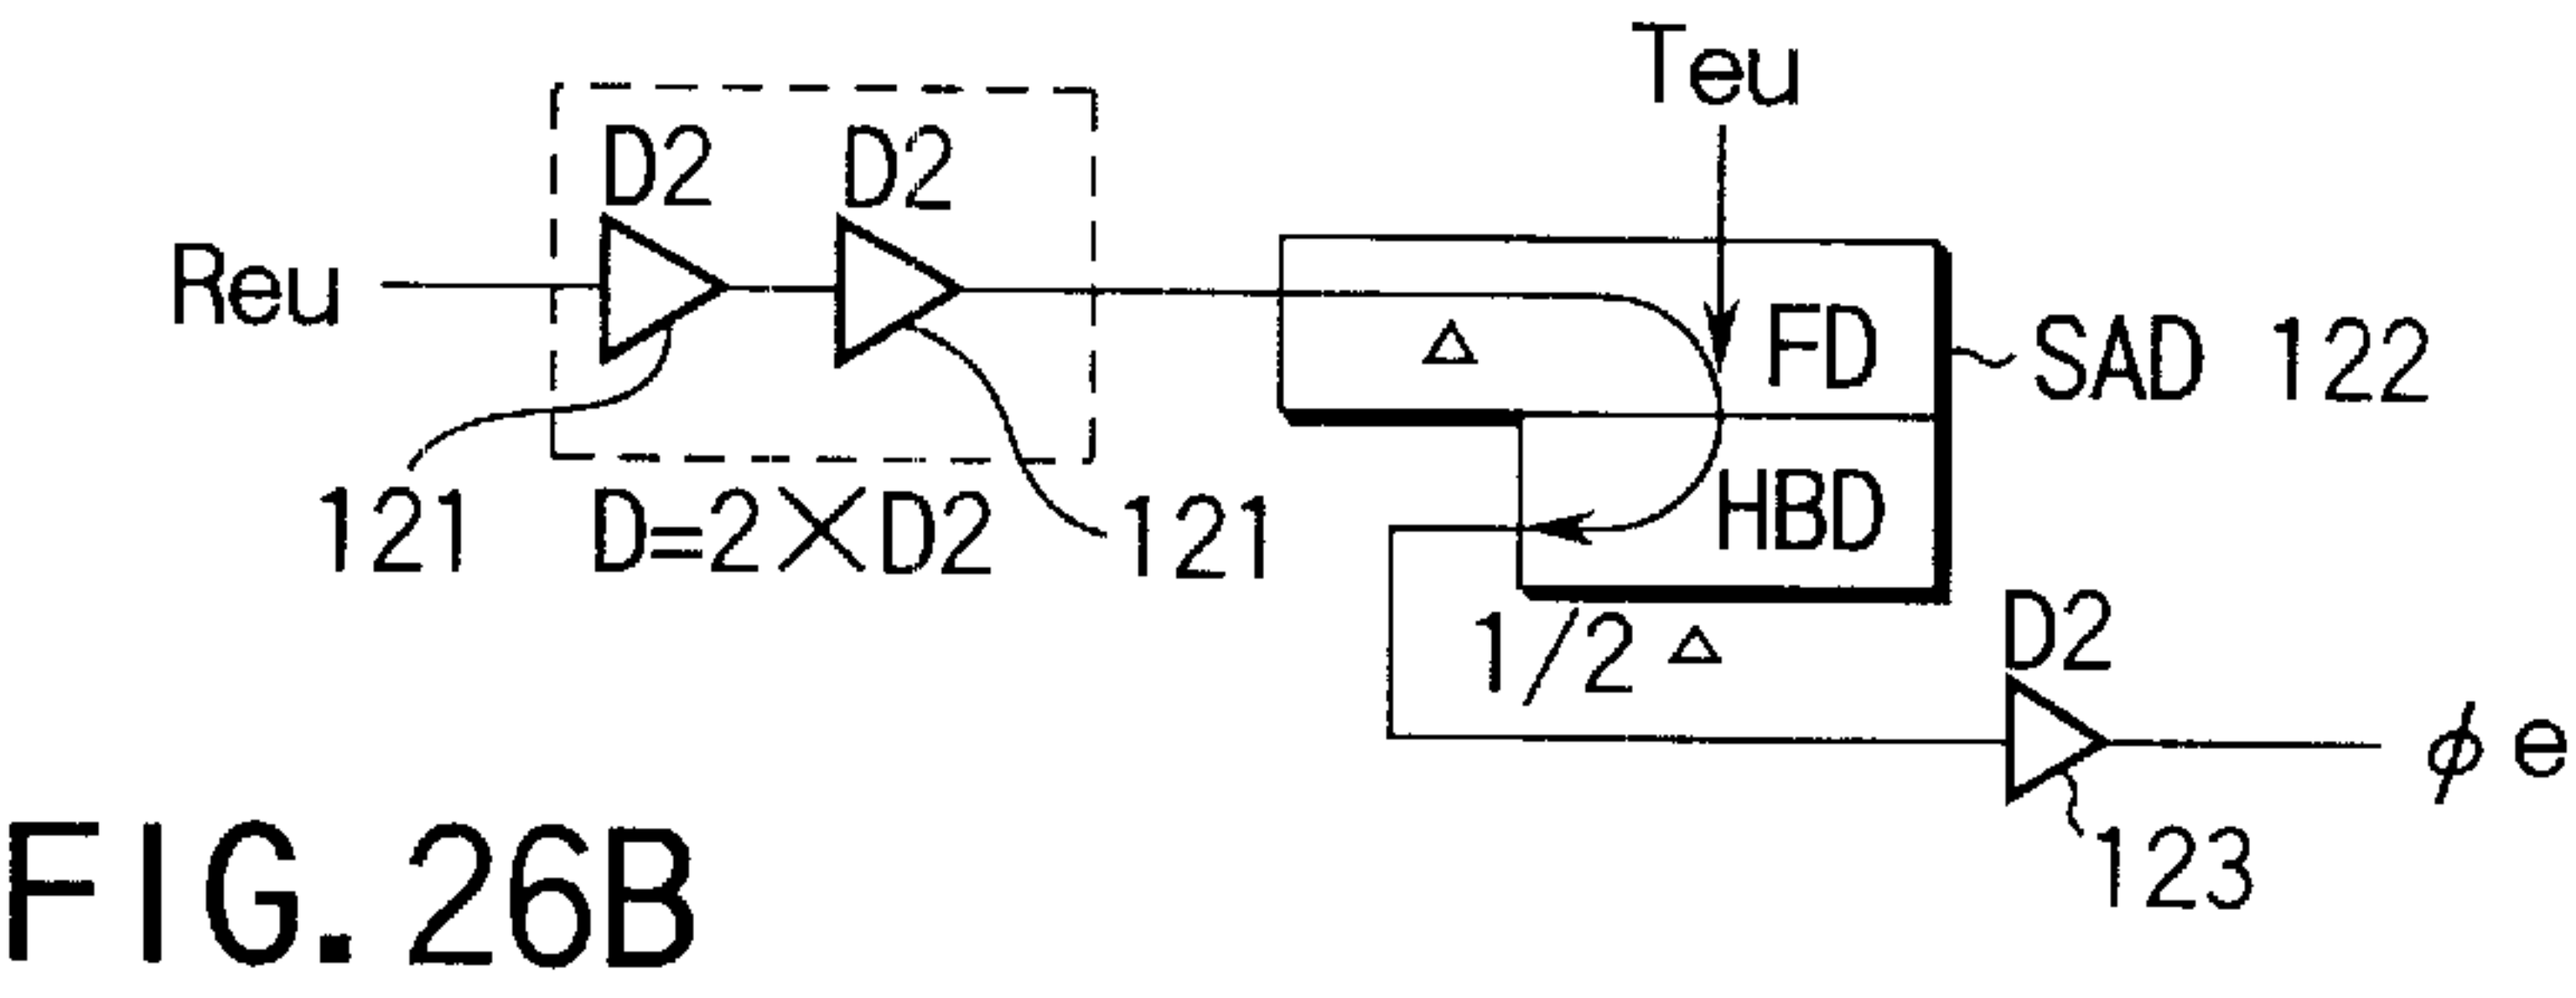 Teu
D2 D2
Reu
△ FD
SAD 122
HBD
121 D=2×D2 121
1/2 △
D2
φe
123
FIG. 26B